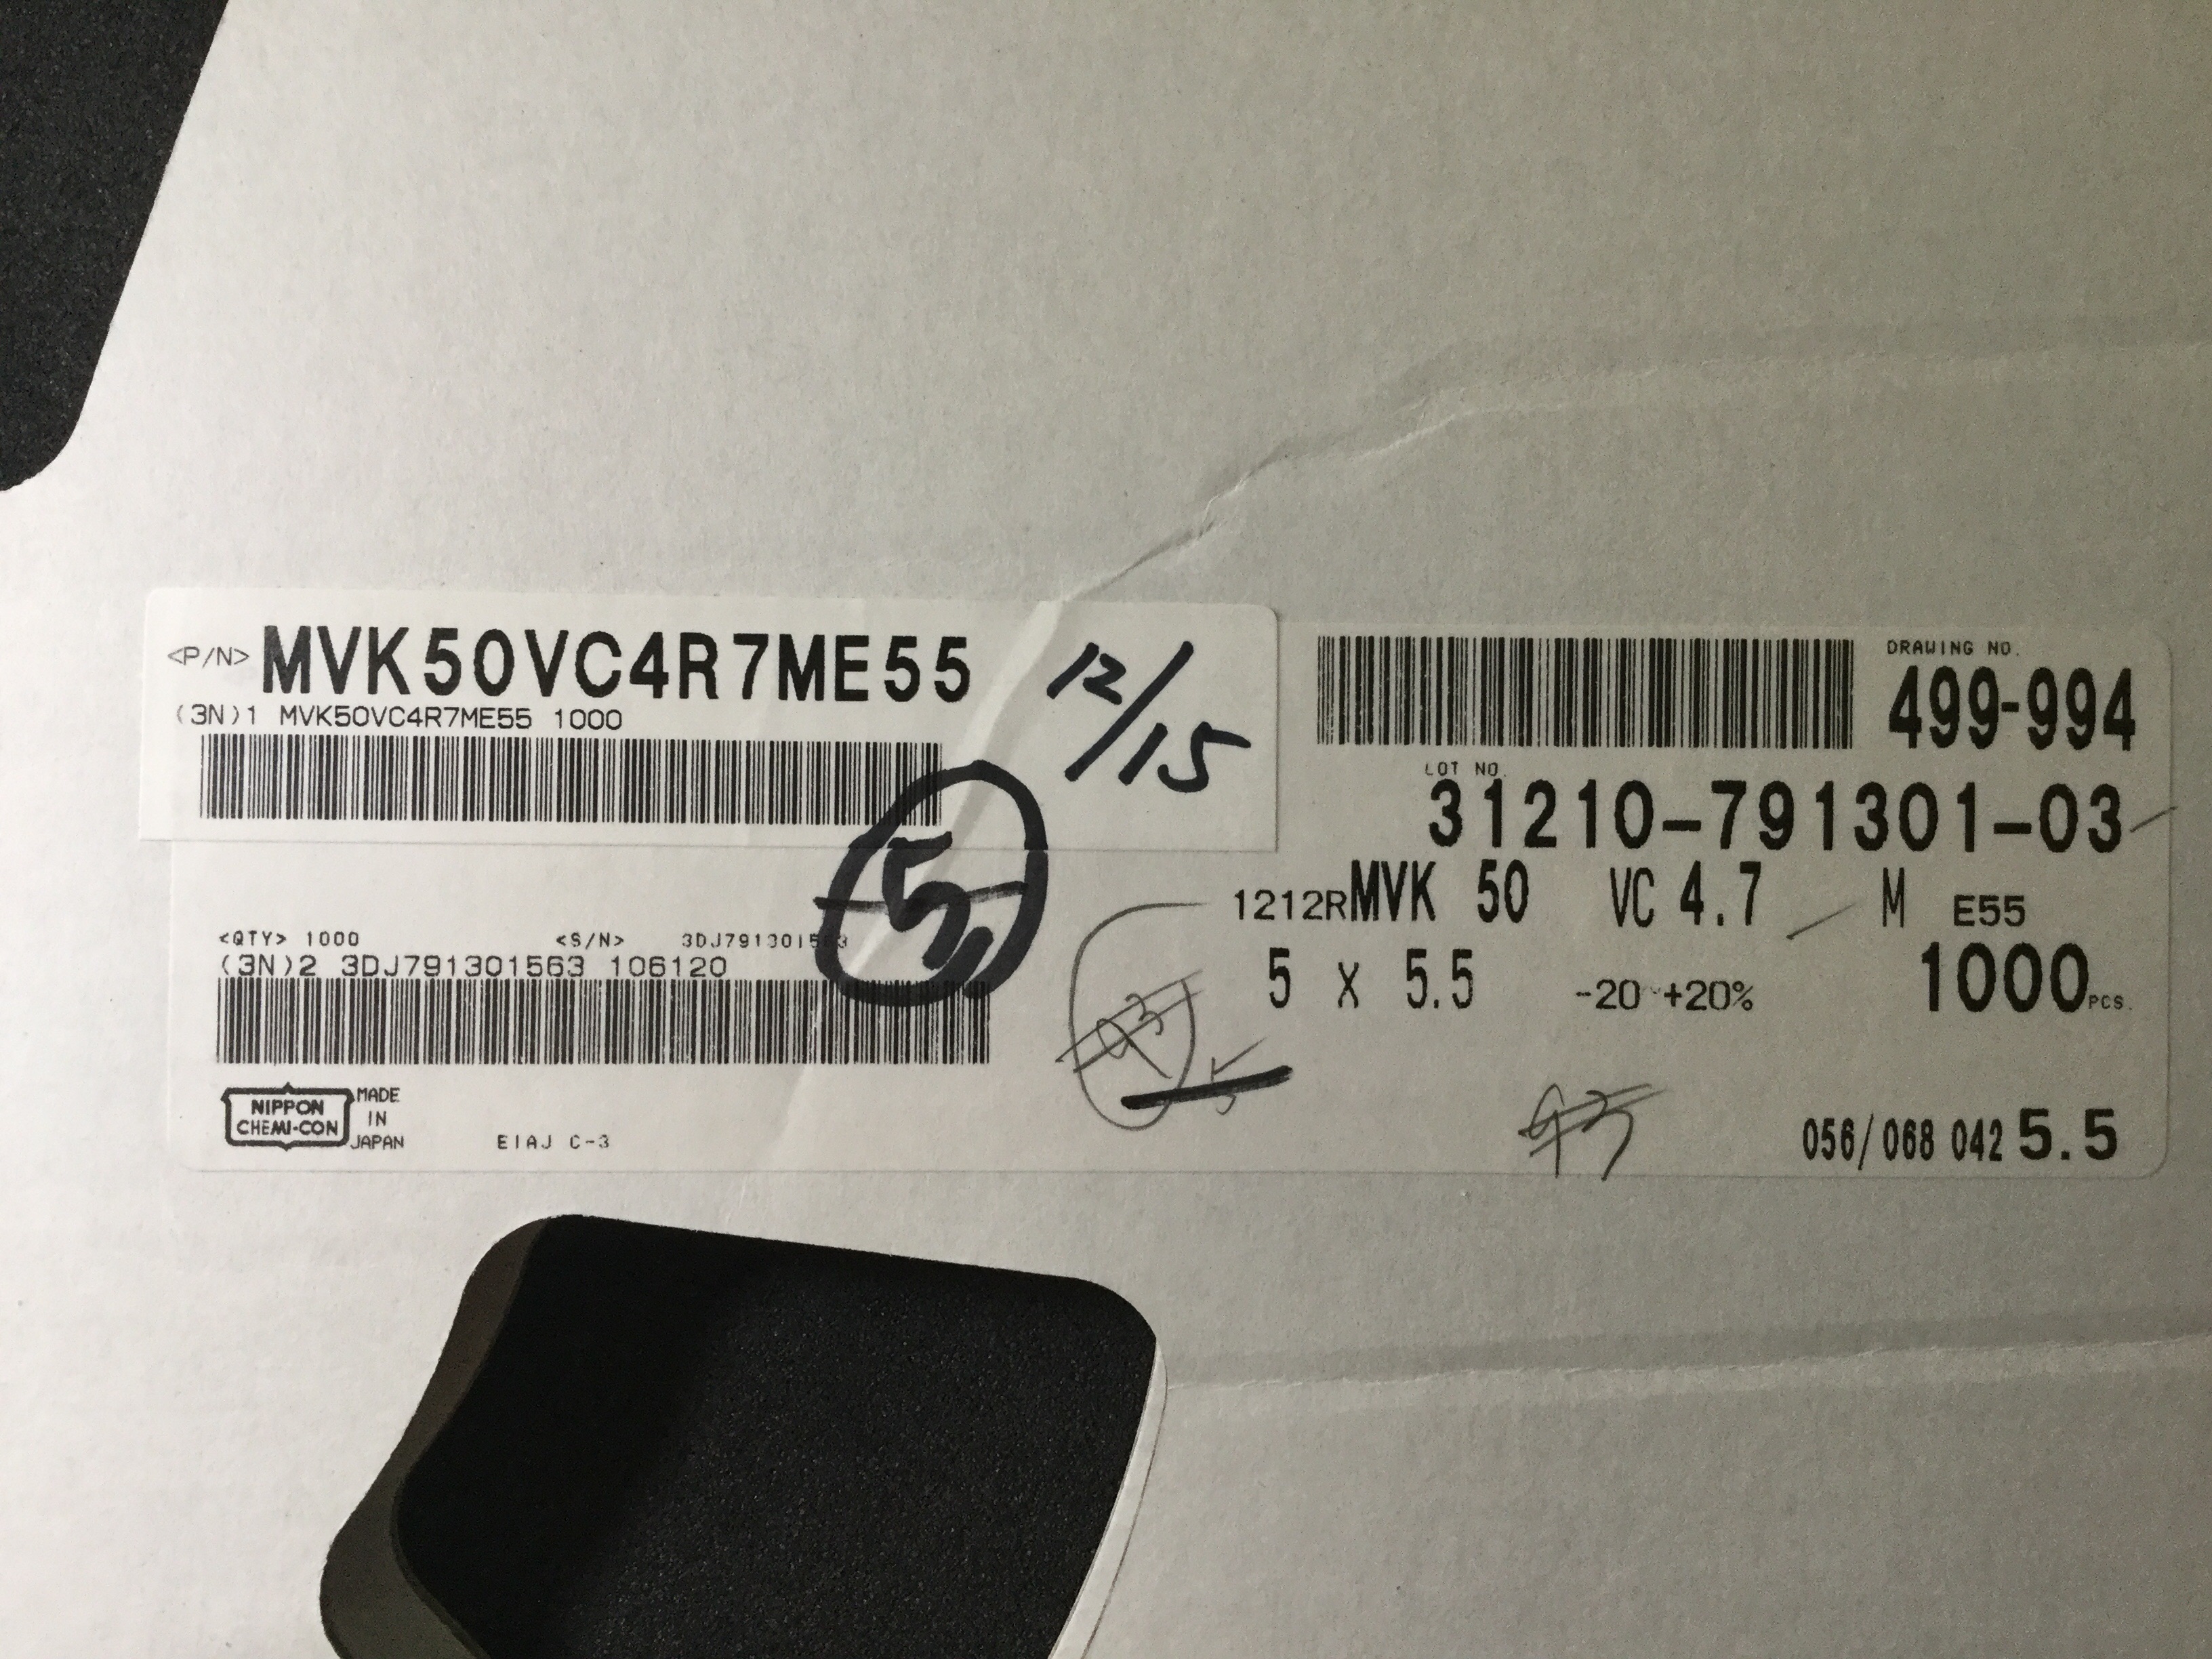 <P/N> MVK50VC4R7ME55
(3N)1 MVK50VC4R7ME55 1000
12/15
5
<QTY> 1000 <S/N> 3DJ791301563
(3N)2 3DJ791301563 106120
NIPPON
CHEMI-CON
MADE
IN
JAPAN
EIAJ C-3
DRAWING NO.
499-994
LOT NO.
31210-791301-03
1212R MVK 50 VC 4.7 M E55
5 x 5.5 -20 +20% 1000 PCS.
5
056/068 042 5.5